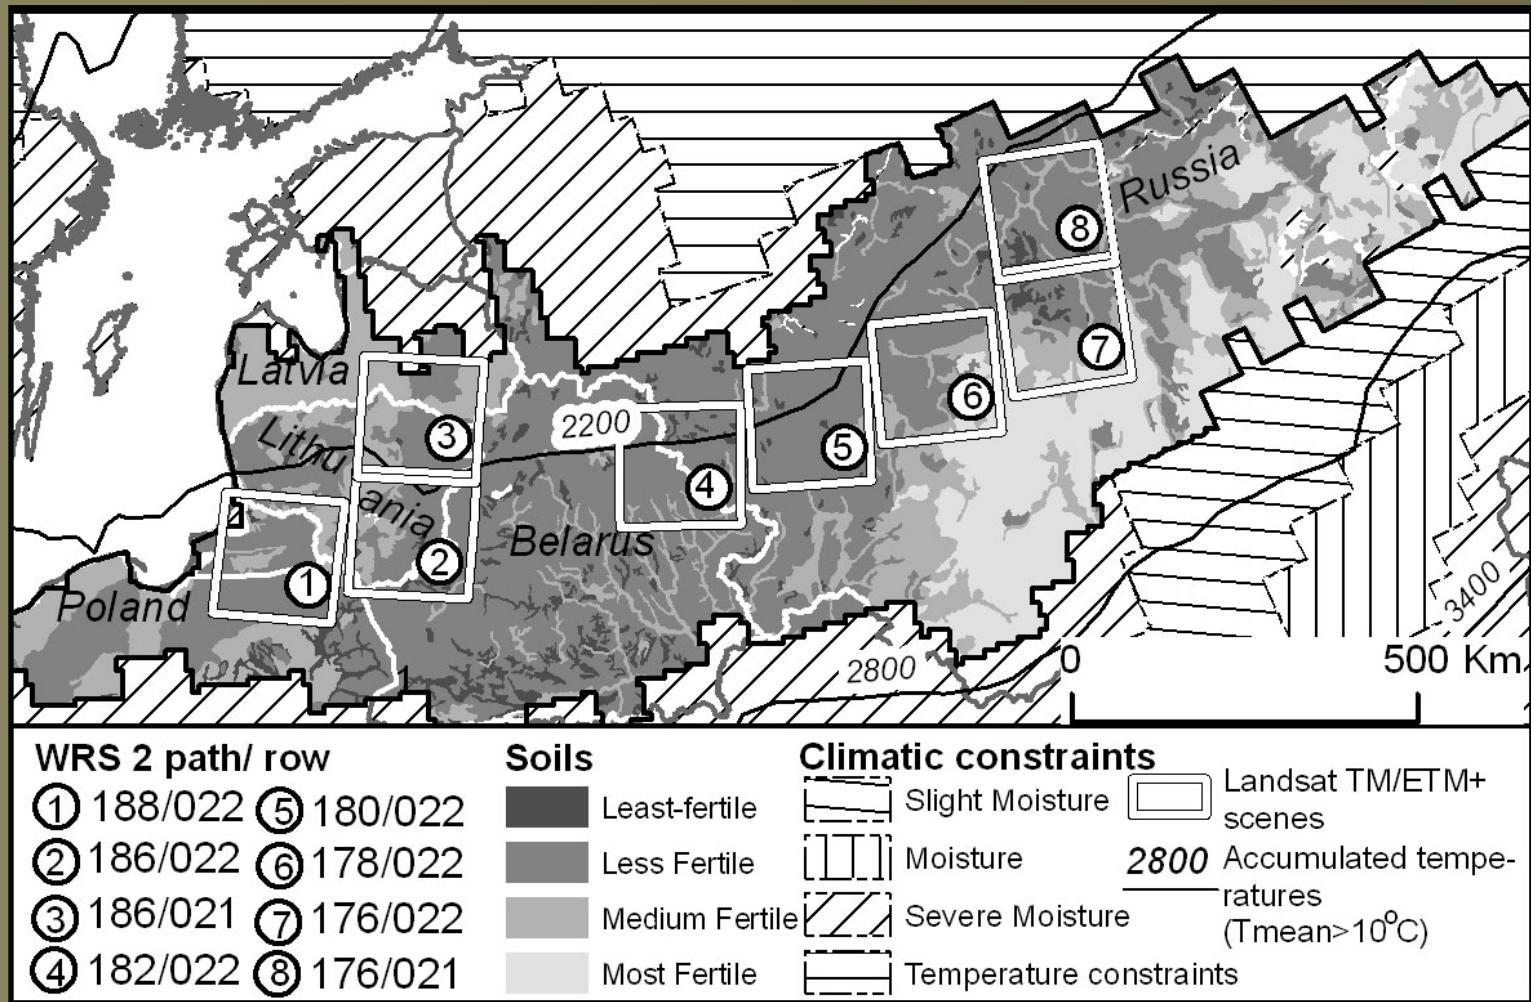 Russia
8
7
6
5
4
3
2
1
Latvia
Lithu
ania
2200
Belarus
Poland
2800
3400
0
500 Km
WRS 2 path/ row
1 188/022
2 186/022
3 186/021
4 182/022
5 180/022
6 178/022
7 176/022
8 176/021
Soils
Least-fertile
Less Fertile
Medium Fertile
Most Fertile
Climatic constraints
Slight Moisture
Moisture
Severe Moisture
Temperature constraints
Landsat TM/ETM+
scenes
2800 Accumulated tempe-
ratures
(Tmean>10°C)